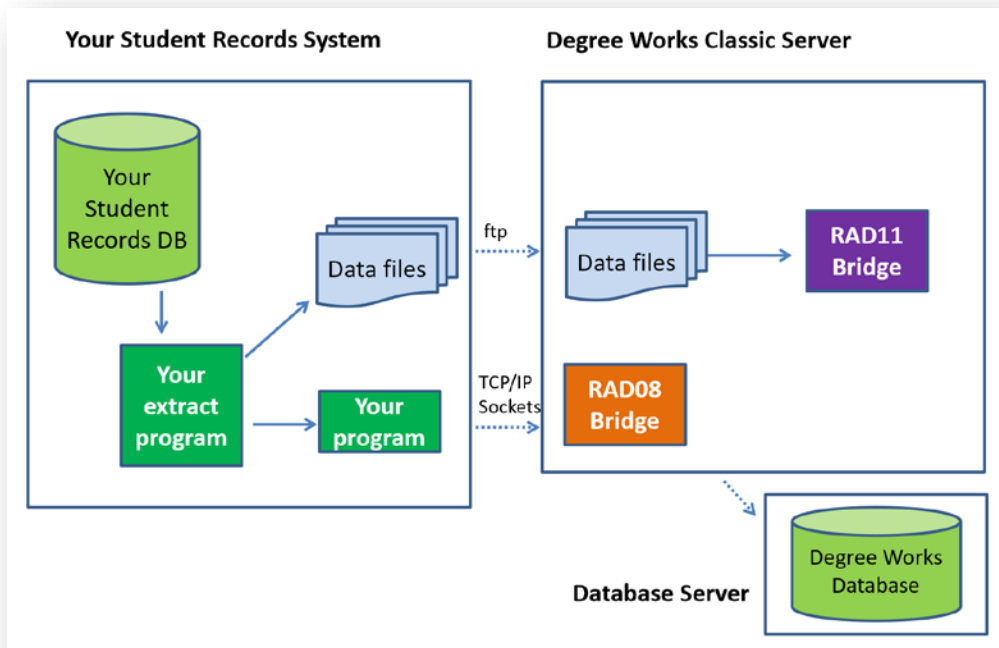 Your Student Records System
Degree Works Classic Server
Your
Student
Records DB
Data files
ftp
Data files
RAD11
Bridge
Your
extract
program
Your
program
TCP/IP
Sockets
RAD08
Bridge
Database Server
Degree Works
Database